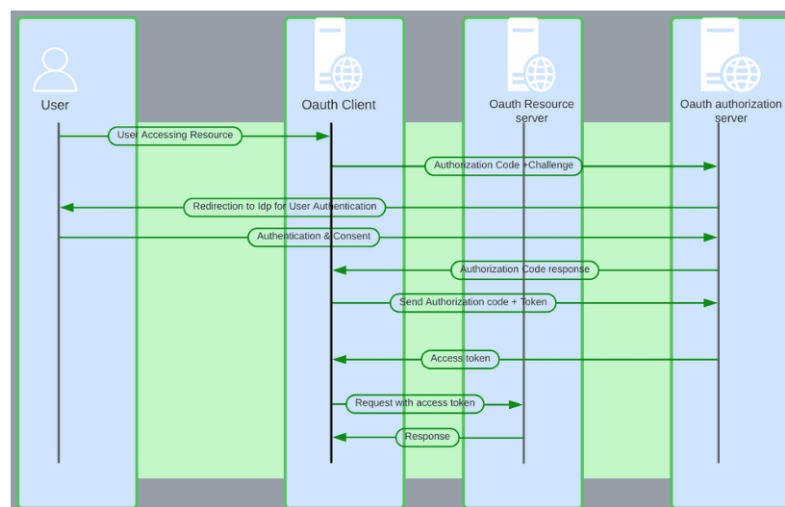 User
Oauth Client
Oauth Resource
server
Oauth authorization
server
User Accessing Resource
Authorization Code +Challenge
Redirection to Idp for User Authentication
Authentication & Consent
Authorization Code response
Send Authorization code + Token
Access token
Request with access token
Response